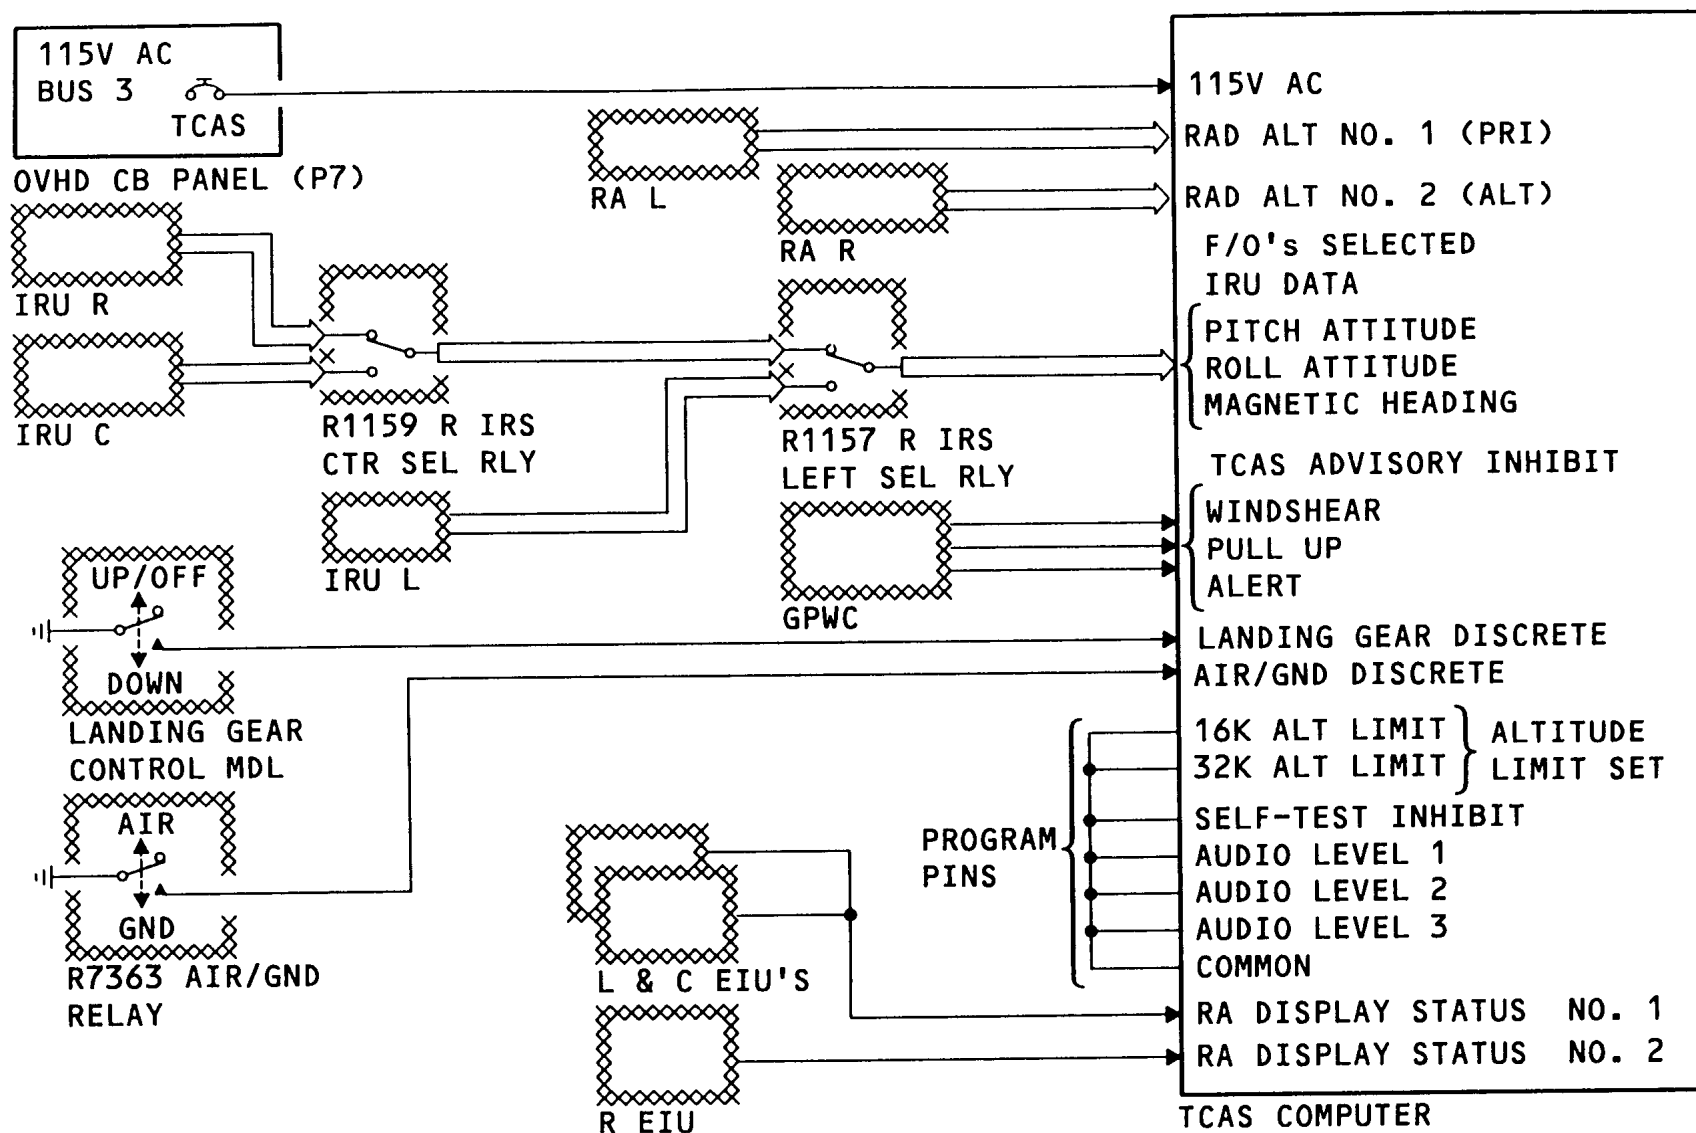 115V AC
BUS 3
TCAS
OVHD CB PANEL (P7)
IRU R
IRU C
RA L
RA R
R1159 R IRS
CTR SEL RLY
IRU L
R1157 R IRS
LEFT SEL RLY
GPWC
UP/OFF
DOWN
LANDING GEAR
CONTROL MDL
AIR
GND
R7363 AIR/GND
RELAY
L & C EIU'S
R EIU
PROGRAM
PINS
115V AC
RAD ALT NO. 1 (PRI)
RAD ALT NO. 2 (ALT)
F/O's SELECTED
IRU DATA
PITCH ATTITUDE
ROLL ATTITUDE
MAGNETIC HEADING
TCAS ADVISORY INHIBIT
WINDSHEAR
PULL UP
ALERT
LANDING GEAR DISCRETE
AIR/GND DISCRETE
16K ALT LIMIT
32K ALT LIMIT
ALTITUDE
LIMIT SET
SELF-TEST INHIBIT
AUDIO LEVEL 1
AUDIO LEVEL 2
AUDIO LEVEL 3
COMMON
RA DISPLAY STATUS NO. 1
RA DISPLAY STATUS NO. 2
TCAS COMPUTER